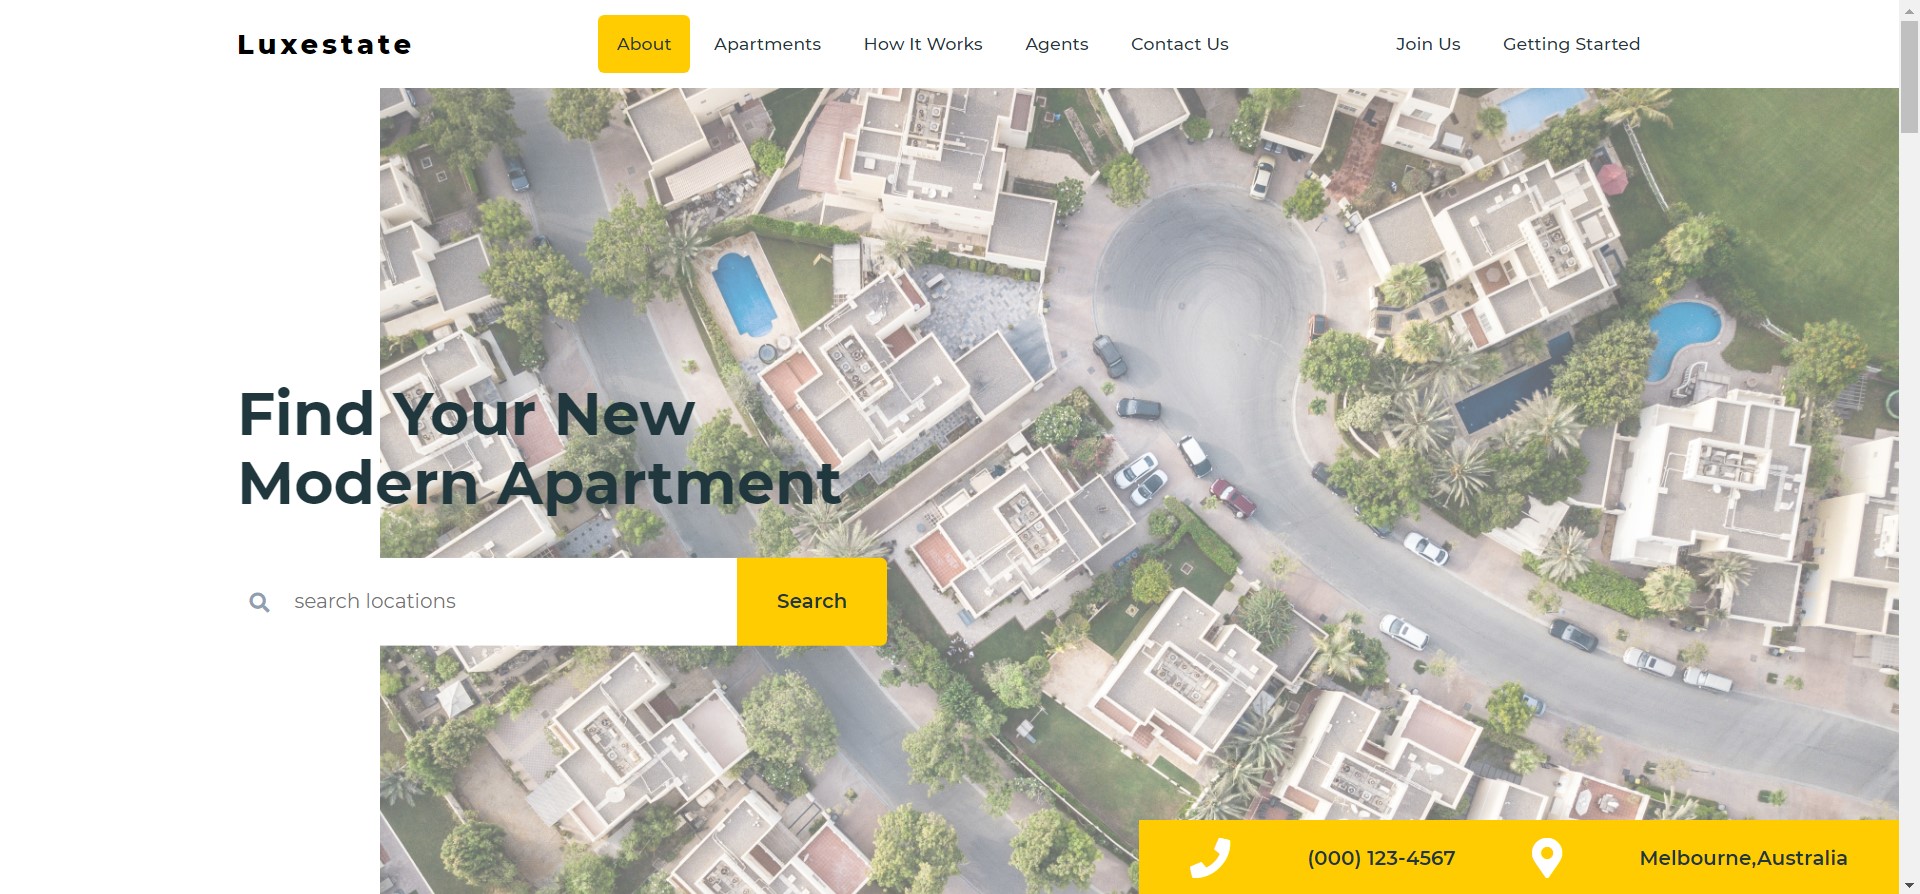 Luxestate
About
Apartments
How It Works
Agents
Contact Us
Join Us
Getting Started
Find Your New
Modern Apartment
search locations
Search
(000) 123-4567
Melbourne,Australia